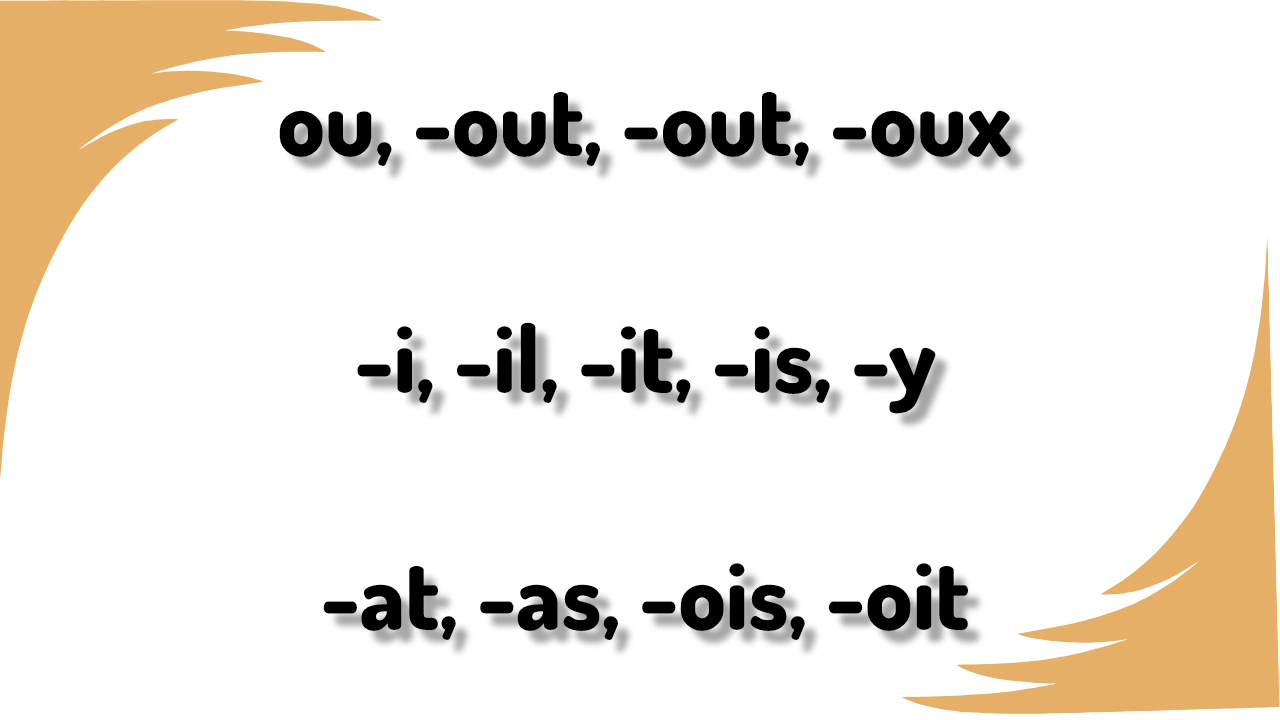 ou, -out, -out, -oux
-i, -il, -it, -is, -y
-at, -as, -ois, -oit